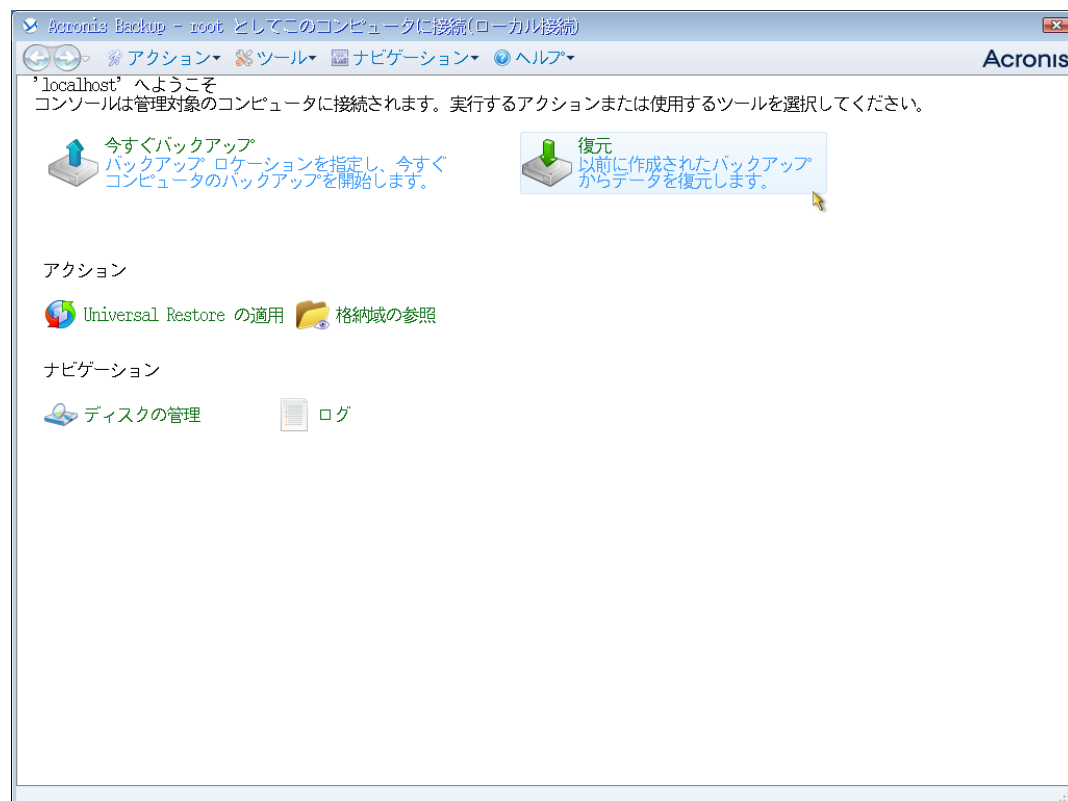 Acronis Backup - root としてこのコンピュータに接続(ローカル接続)
アクション ツール ナビゲーション ヘルプ Acronis
'localhost' へようこそ
コンソールは管理対象のコンピュータに接続されます。実行するアクションまたは使用するツールを選択してください。
今すぐバックアップ
バックアップ ロケーションを指定し、今すぐ
コンピュータのバックアップを開始します。
復元
以前に作成されたバックアップ
からデータを復元します。
アクション
Universal Restore の適用 格納域の参照
ナビゲーション
ディスクの管理 ログ